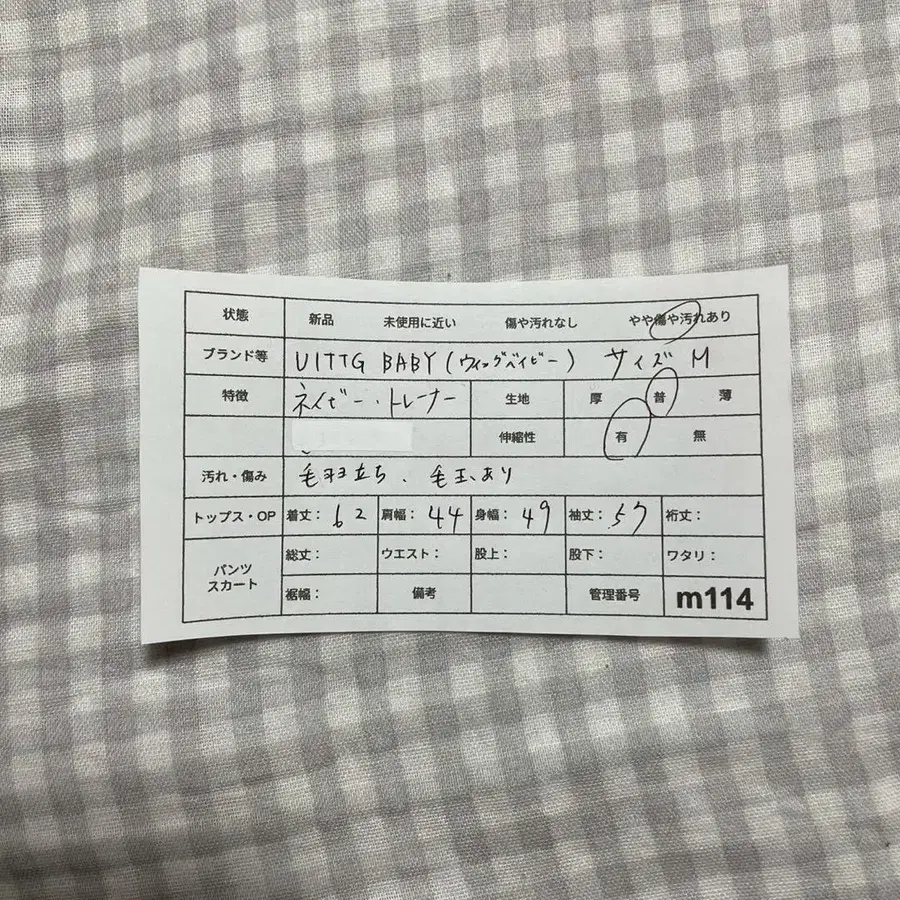 状態 新品 未使用に近い 傷や汚れなし やや傷や汚れあり
ブランド等 UITTG BABY (ウィッグベイビー) サイズ M
特徴 ネイビー・トレーナー 生地 厚 普 薄
伸縮性 有 無
汚れ・傷み 毛羽立ち、毛玉あり
トップス・OP 着丈: 62 肩幅: 44 身幅: 49 袖丈: 57 裄丈:
パンツ スカート 総丈: ウエスト: 股上: 股下: ワタリ:
裾幅: 備考 管理番号 m114